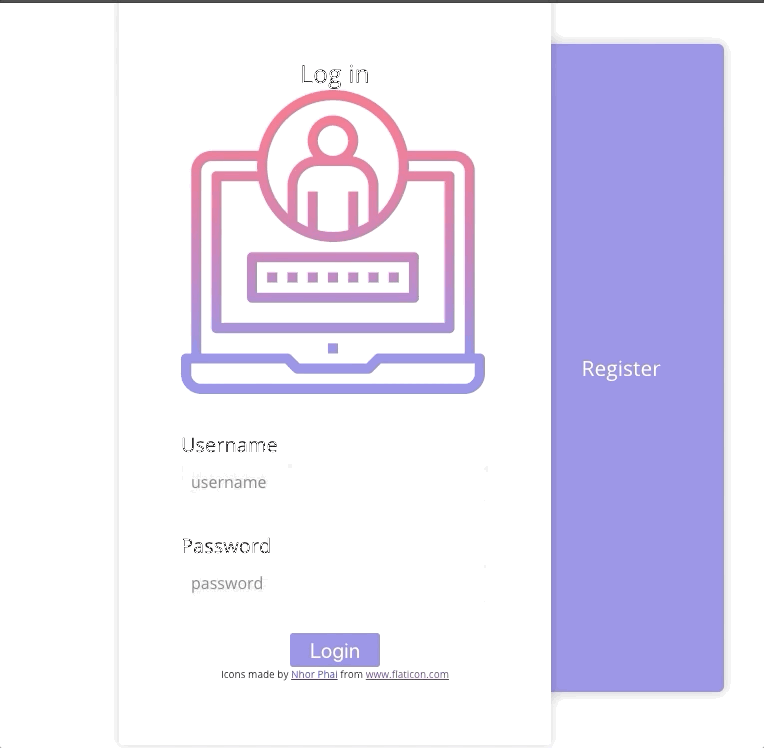 Log in
Register
Username
username
Password
password
Login
Icons made by Nhor Phai from www.flaticon.com